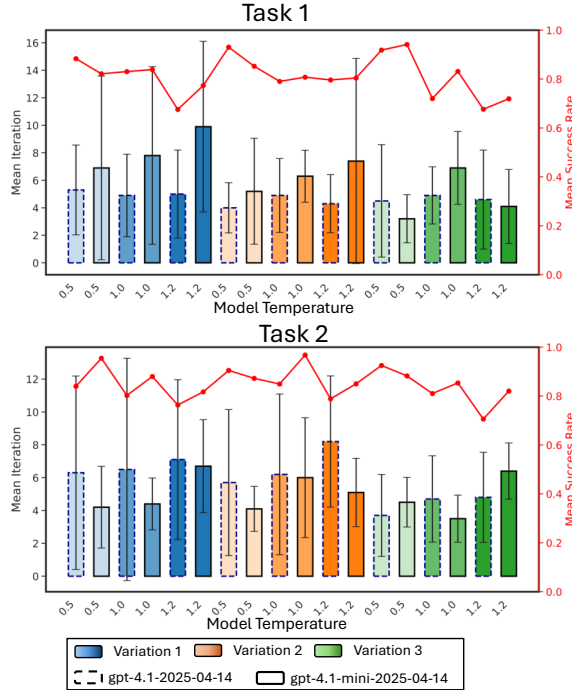 Task 1
Mean Iteration
16
14
12
10
8
6
4
2
0
1.0
0.8
0.6
0.4
0.2
0.0
Mean Success Rate
0.5 0.5 1.0 1.0 1.2 1.2 0.5 0.5 1.0 1.0 1.2 1.2 0.5 0.5 1.0 1.0 1.2 1.2
Model Temperature
Task 2
Mean Iteration
12
10
8
6
4
2
0
1.0
0.8
0.6
0.4
0.2
0.0
Mean Success Rate
0.5 0.5 1.0 1.0 1.2 1.2 0.5 0.5 1.0 1.0 1.2 1.2 0.5 0.5 1.0 1.0 1.2 1.2
Model Temperature
Variation 1 Variation 2 Variation 3
gpt-4.1-2025-04-14 gpt-4.1-mini-2025-04-14